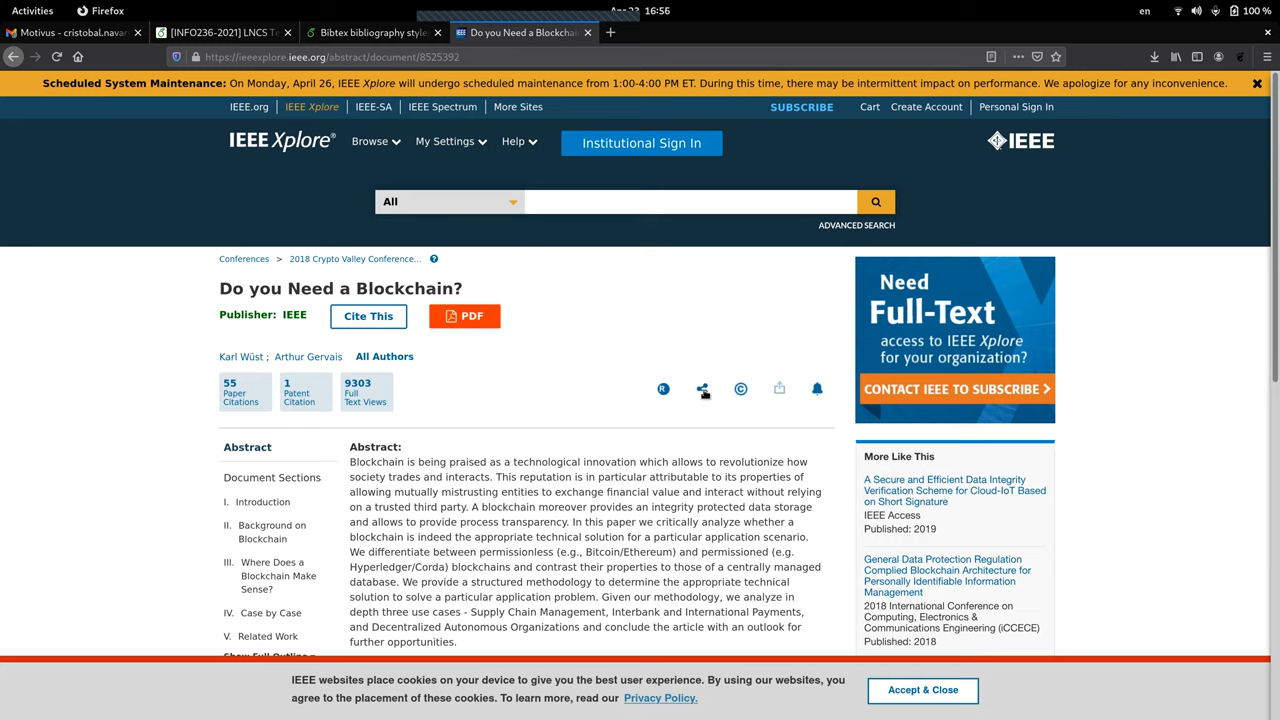 Activities Firefox Apr 23 16:55 en 100 %
Motivus - cristobal.navar [INFO236-2021] LNCS Te Bibtex bibliography style Do you Need a Blockchain
https://ieeexplore.ieee.org/abstract/document/8525392
Scheduled System Maintenance: On Monday, April 26, IEEE Xplore will undergo scheduled maintenance from 1:00-4:00 PM ET. During this time, there may be intermittent impact on performance. We apologize for any inconvenience.
IEEE.org IEEE Xplore IEEE-SA IEEE Spectrum More Sites SUBSCRIBE Cart Create Account Personal Sign In
IEEE Xplore® Browse My Settings Help Institutional Sign In IEEE
All
ADVANCED SEARCH
Conferences > 2018 Crypto Valley Conference...
Do you Need a Blockchain?
Publisher: IEEE Cite This PDF
Karl Wüst ; Arthur Gervais All Authors
55 Paper Citations
1 Patent Citation
9303 Full Text Views
R
©
Need
Full-Text
access to IEEE Xplore
for your organization?
CONTACT IEEE TO SUBSCRIBE >
Abstract
Document Sections
I. Introduction
II. Background on
Blockchain
III. Where Does a
Blockchain Make
Sense?
IV. Case by Case
V. Related Work
Show Full Outline
Abstract:
Blockchain is being praised as a technological innovation which allows to revolutionize how
society trades and interacts. This reputation is in particular attributable to its properties of
allowing mutually mistrusting entities to exchange financial value and interact without relying
on a trusted third party. A blockchain moreover provides an integrity protected data storage
and allows to provide process transparency. In this paper we critically analyze whether a
blockchain is indeed the appropriate technical solution for a particular application scenario.
We differentiate between permissionless (e.g., Bitcoin/Ethereum) and permissioned (e.g.
Hyperledger/Corda) blockchains and contrast their properties to those of a centrally managed
database. We provide a structured methodology to determine the appropriate technical
solution to solve a particular application problem. Given our methodology, we analyze in
depth three use cases - Supply Chain Management, Interbank and International Payments,
and Decentralized Autonomous Organizations and conclude the article with an outlook for
further opportunities.
More Like This
A Secure and Efficient Data Integrity
Verification Scheme for Cloud-IoT Based
on Short Signature
IEEE Access
Published: 2019
General Data Protection Regulation
Complied Blockchain Architecture for
Personally Identifiable Information
Management
2018 International Conference on
Computing, Electronics &
Communications Engineering (iCCECE)
Published: 2018
IEEE websites place cookies on your device to give you the best user experience. By using our websites, you
agree to the placement of these cookies. To learn more, read our Privacy Policy.
Accept & Close